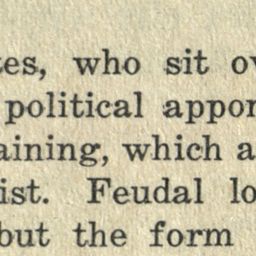 tes, who sit ov
political appor
aining, which a
ist. Feudal lo
but the form